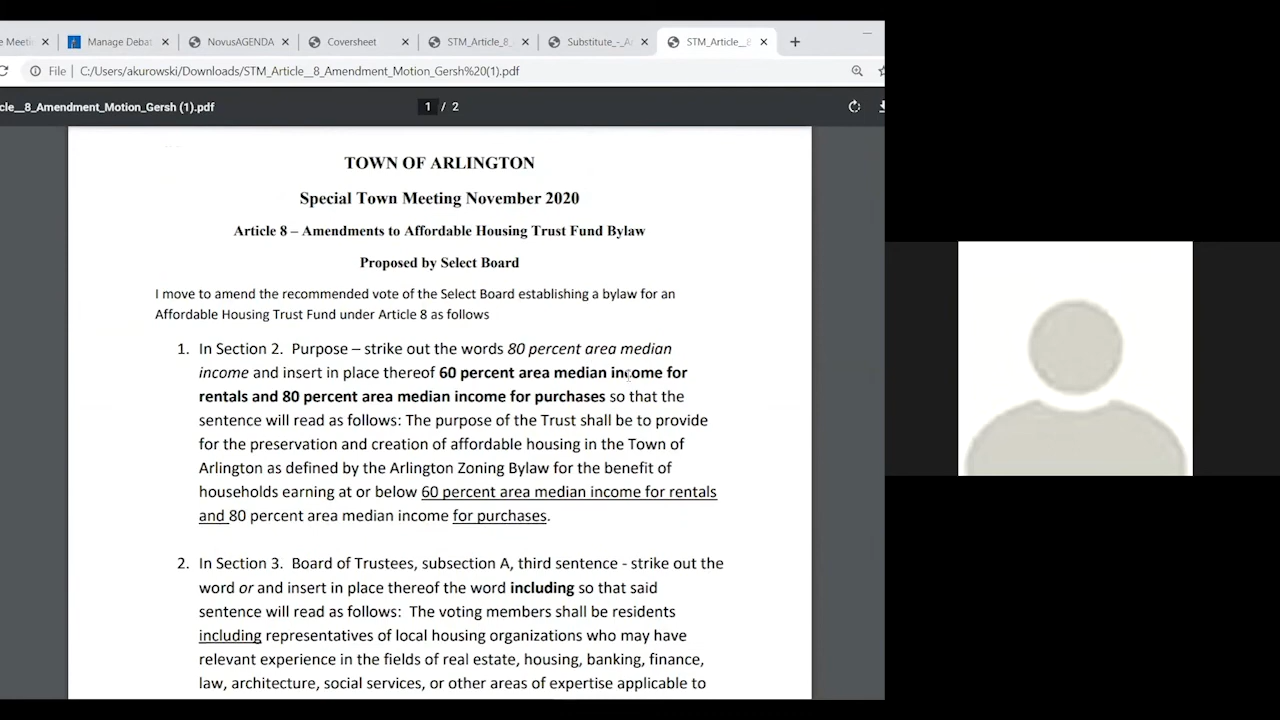 e Meeti
Manage Debat
NovusAGENDA
Coversheet
STM_Article_8_
Substitute_-_Ar
STM_Article__8
File
C:/Users/akurowski/Downloads/STM_Article__8_Amendment_Motion_Gersh%20(1).pdf
cle__8_Amendment_Motion_Gersh (1).pdf
1 / 2
TOWN OF ARLINGTON
Special Town Meeting November 2020
Article 8 – Amendments to Affordable Housing Trust Fund Bylaw
Proposed by Select Board
I move to amend the recommended vote of the Select Board establishing a bylaw for an
Affordable Housing Trust Fund under Article 8 as follows
1. In Section 2. Purpose – strike out the words 80 percent area median
income and insert in place thereof 60 percent area median income for
rentals and 80 percent area median income for purchases so that the
sentence will read as follows: The purpose of the Trust shall be to provide
for the preservation and creation of affordable housing in the Town of
Arlington as defined by the Arlington Zoning Bylaw for the benefit of
households earning at or below 60 percent area median income for rentals
and 80 percent area median income for purchases.
2. In Section 3. Board of Trustees, subsection A, third sentence - strike out the
word or and insert in place thereof the word including so that said
sentence will read as follows: The voting members shall be residents
including representatives of local housing organizations who may have
relevant experience in the fields of real estate, housing, banking, finance,
law, architecture, social services, or other areas of expertise applicable to